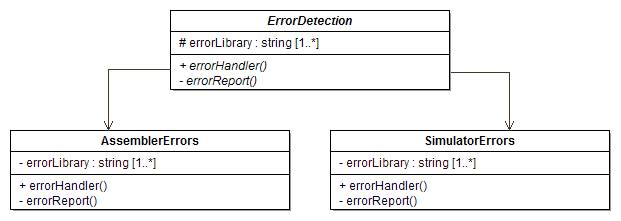 ErrorDetection
# errorLibrary : string [1..*]
+ errorHandler()
- errorReport()
AssemblerErrors
- errorLibrary : string [1..*]
+ errorHandler()
- errorReport()
SimulatorErrors
- errorLibrary : string [1..*]
+ errorHandler()
- errorReport()